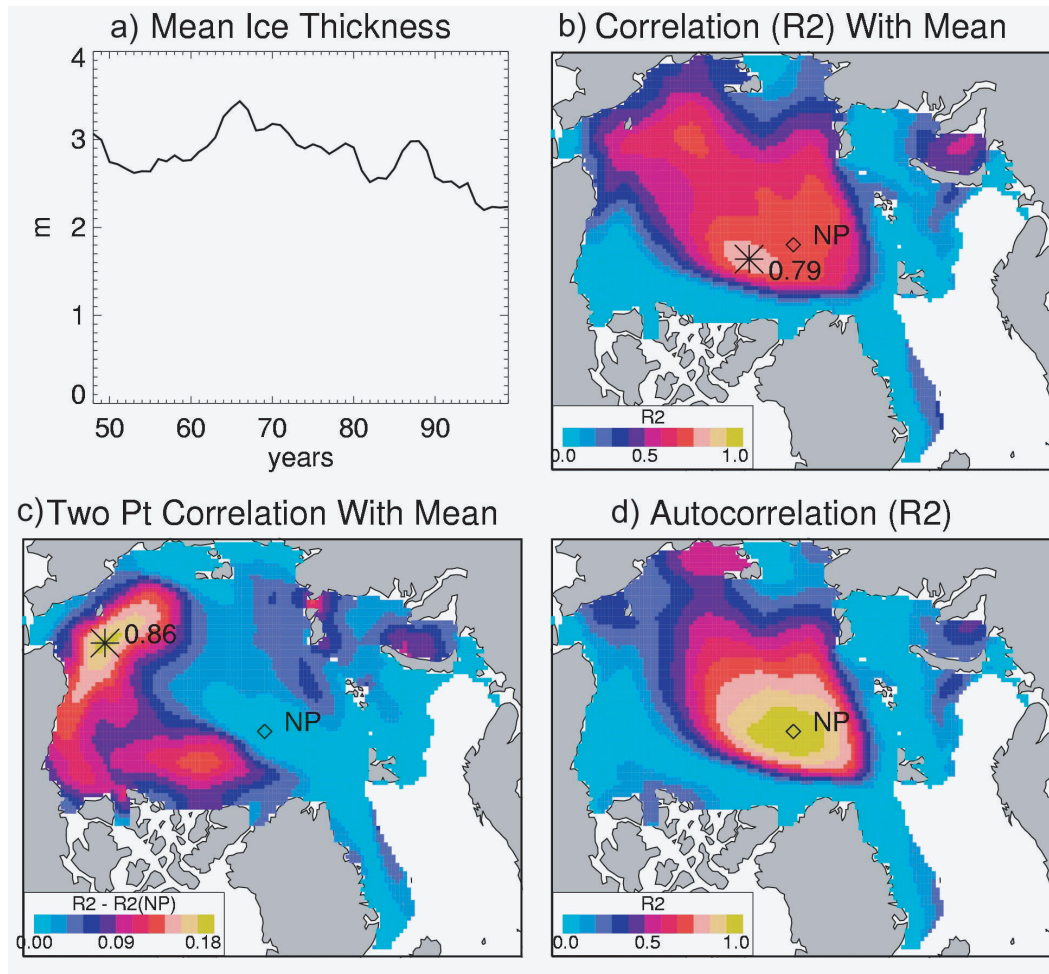 a) Mean Ice Thickness
4
3
2
1
0
m
50 60 70 80 90
years
b) Correlation (R2) With Mean
NP
0.79
R2
0.0 0.5 1.0
c) Two Pt Correlation With Mean
0.86
NP
R2 - R2(NP)
0.00 0.09 0.18
d) Autocorrelation (R2)
NP
R2
0.0 0.5 1.0